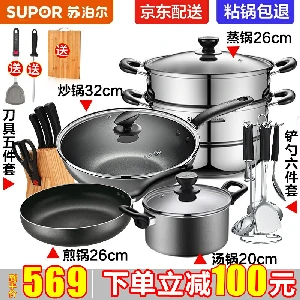 SUPOR 苏泊尔
京东配送
粘锅包退
送
送
蒸锅26cm
炒锅32cm
刀具五件套
铲勺六件套
煎锅26cm
汤锅20cm
569
下单立减100元